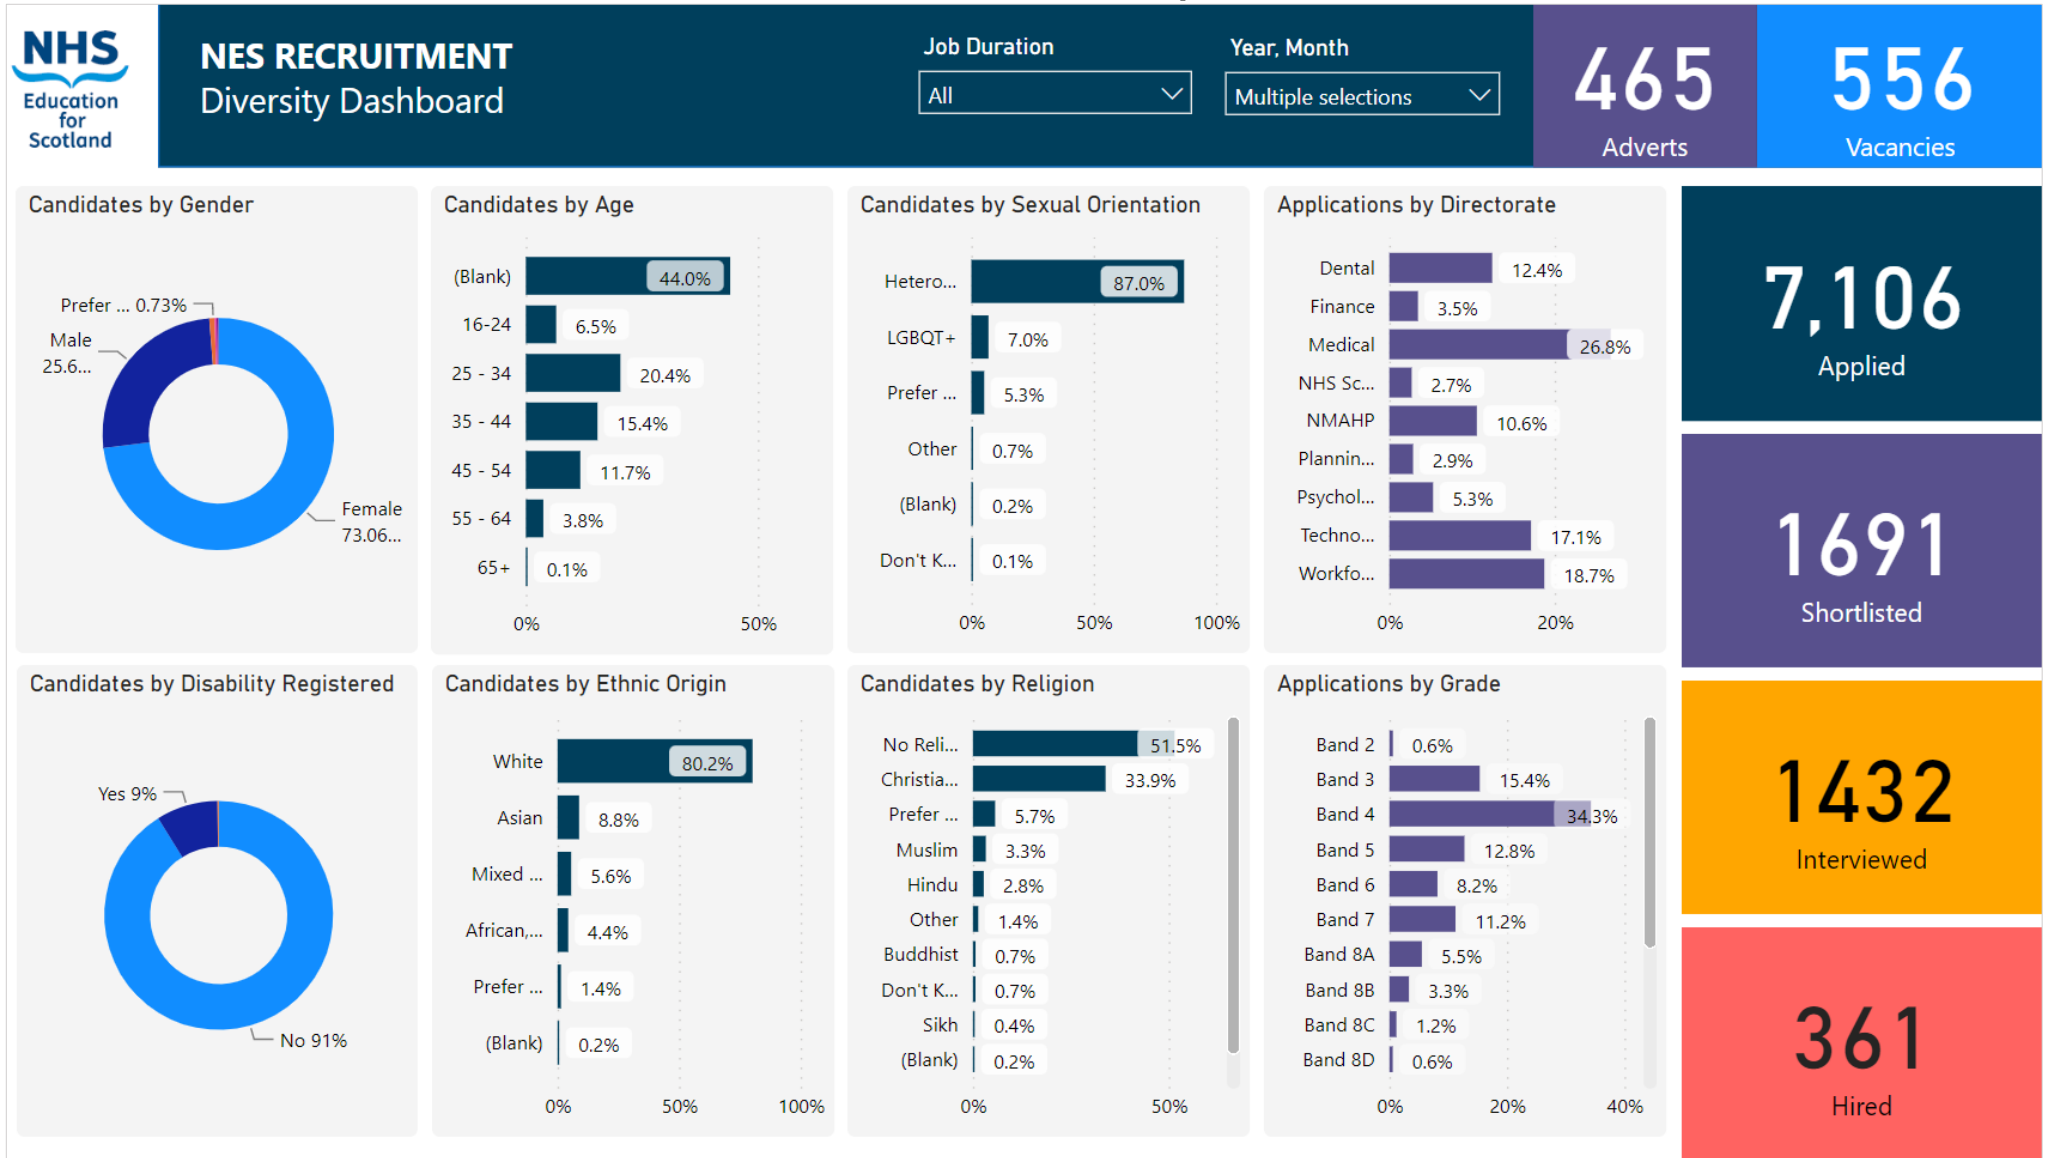 NHS
Education
for
Scotland
NES RECRUITMENT
Diversity Dashboard
Job Duration
All
Year, Month
Multiple selections
465
Adverts
556
Vacancies
Candidates by Gender
Prefer ... 0.73%
Male
25.6...
Female
73.06...
Candidates by Age
(Blank) 44.0%
16-24 6.5%
25 - 34 20.4%
35 - 44 15.4%
45 - 54 11.7%
55 - 64 3.8%
65+ 0.1%
0% 50%
Candidates by Sexual Orientation
Hetero... 87.0%
LGBQT+ 7.0%
Prefer ... 5.3%
Other 0.7%
(Blank) 0.2%
Don't K... 0.1%
0% 50% 100%
Applications by Directorate
Dental 12.4%
Finance 3.5%
Medical 26.8%
NHS Sc... 2.7%
NMAHP 10.6%
Plannin... 2.9%
Psychol... 5.3%
Techno... 17.1%
Workfo... 18.7%
0% 20%
7,106
Applied
1691
Shortlisted
Candidates by Disability Registered
Yes 9%
No 91%
Candidates by Ethnic Origin
White 80.2%
Asian 8.8%
Mixed ... 5.6%
African,... 4.4%
Prefer ... 1.4%
(Blank) 0.2%
0% 50% 100%
Candidates by Religion
No Reli... 51.5%
Christia... 33.9%
Prefer ... 5.7%
Muslim 3.3%
Hindu 2.8%
Other 1.4%
Buddhist 0.7%
Don't K... 0.7%
Sikh 0.4%
(Blank) 0.2%
0% 50%
Applications by Grade
Band 2 0.6%
Band 3 15.4%
Band 4 34.3%
Band 5 12.8%
Band 6 8.2%
Band 7 11.2%
Band 8A 5.5%
Band 8B 3.3%
Band 8C 1.2%
Band 8D 0.6%
0% 20% 40%
1432
Interviewed
361
Hired